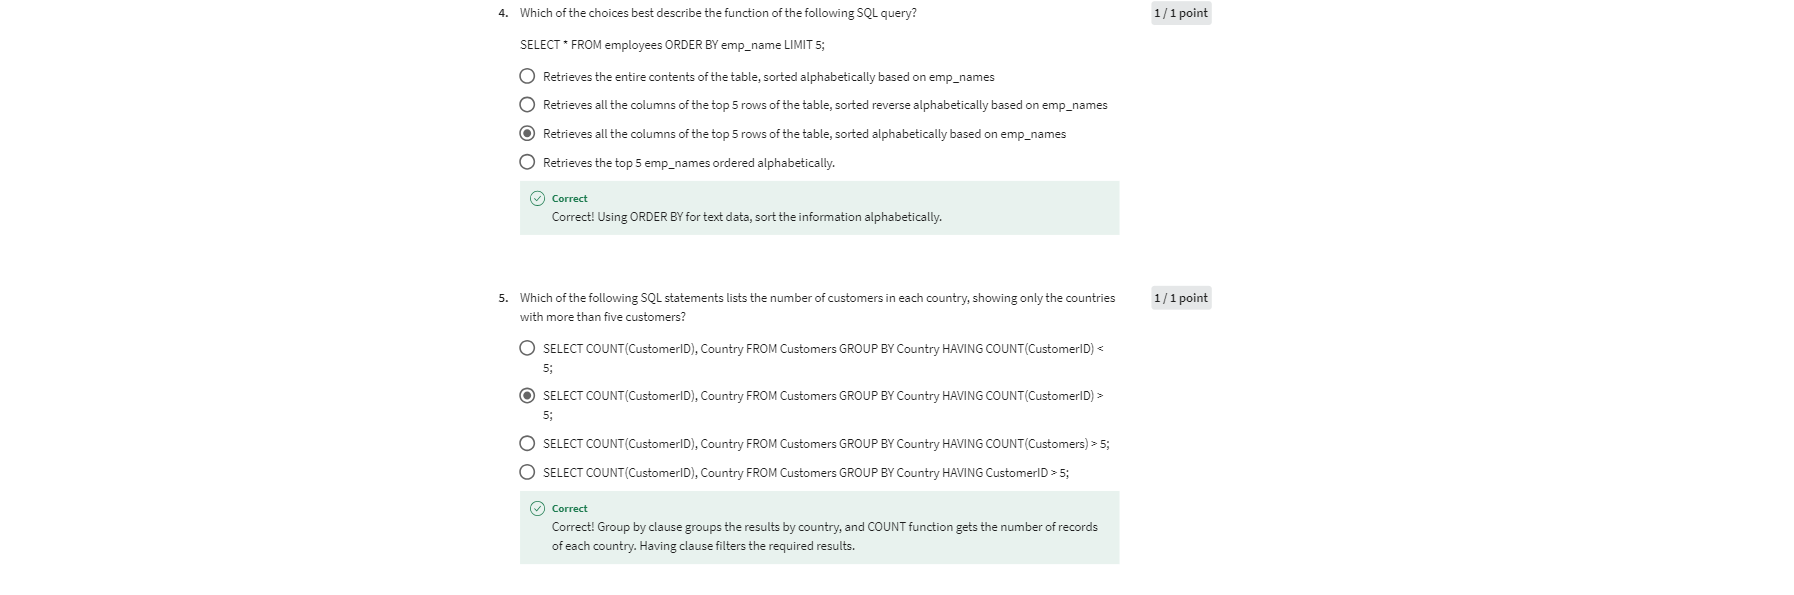 4. Which of the choices best describe the function of the following SQL query?
1 / 1 point
SELECT * FROM employees ORDER BY emp_name LIMIT 5;
Retrieves the entire contents of the table, sorted alphabetically based on emp_names
Retrieves all the columns of the top 5 rows of the table, sorted reverse alphabetically based on emp_names
Retrieves all the columns of the top 5 rows of the table, sorted alphabetically based on emp_names
Retrieves the top 5 emp_names ordered alphabetically.
Correct
Correct! Using ORDER BY for text data, sort the information alphabetically.
5. Which of the following SQL statements lists the number of customers in each country, showing only the countries
1 / 1 point
with more than five customers?
SELECT COUNT(CustomerID), Country FROM Customers GROUP BY Country HAVING COUNT(CustomerID) <
5;
SELECT COUNT(CustomerID), Country FROM Customers GROUP BY Country HAVING COUNT(CustomerID) >
5;
SELECT COUNT(CustomerID), Country FROM Customers GROUP BY Country HAVING COUNT(Customers) > 5;
SELECT COUNT(CustomerID), Country FROM Customers GROUP BY Country HAVING CustomerID > 5;
Correct
Correct! Group by clause groups the results by country, and COUNT function gets the number of records
of each country. Having clause filters the required results.